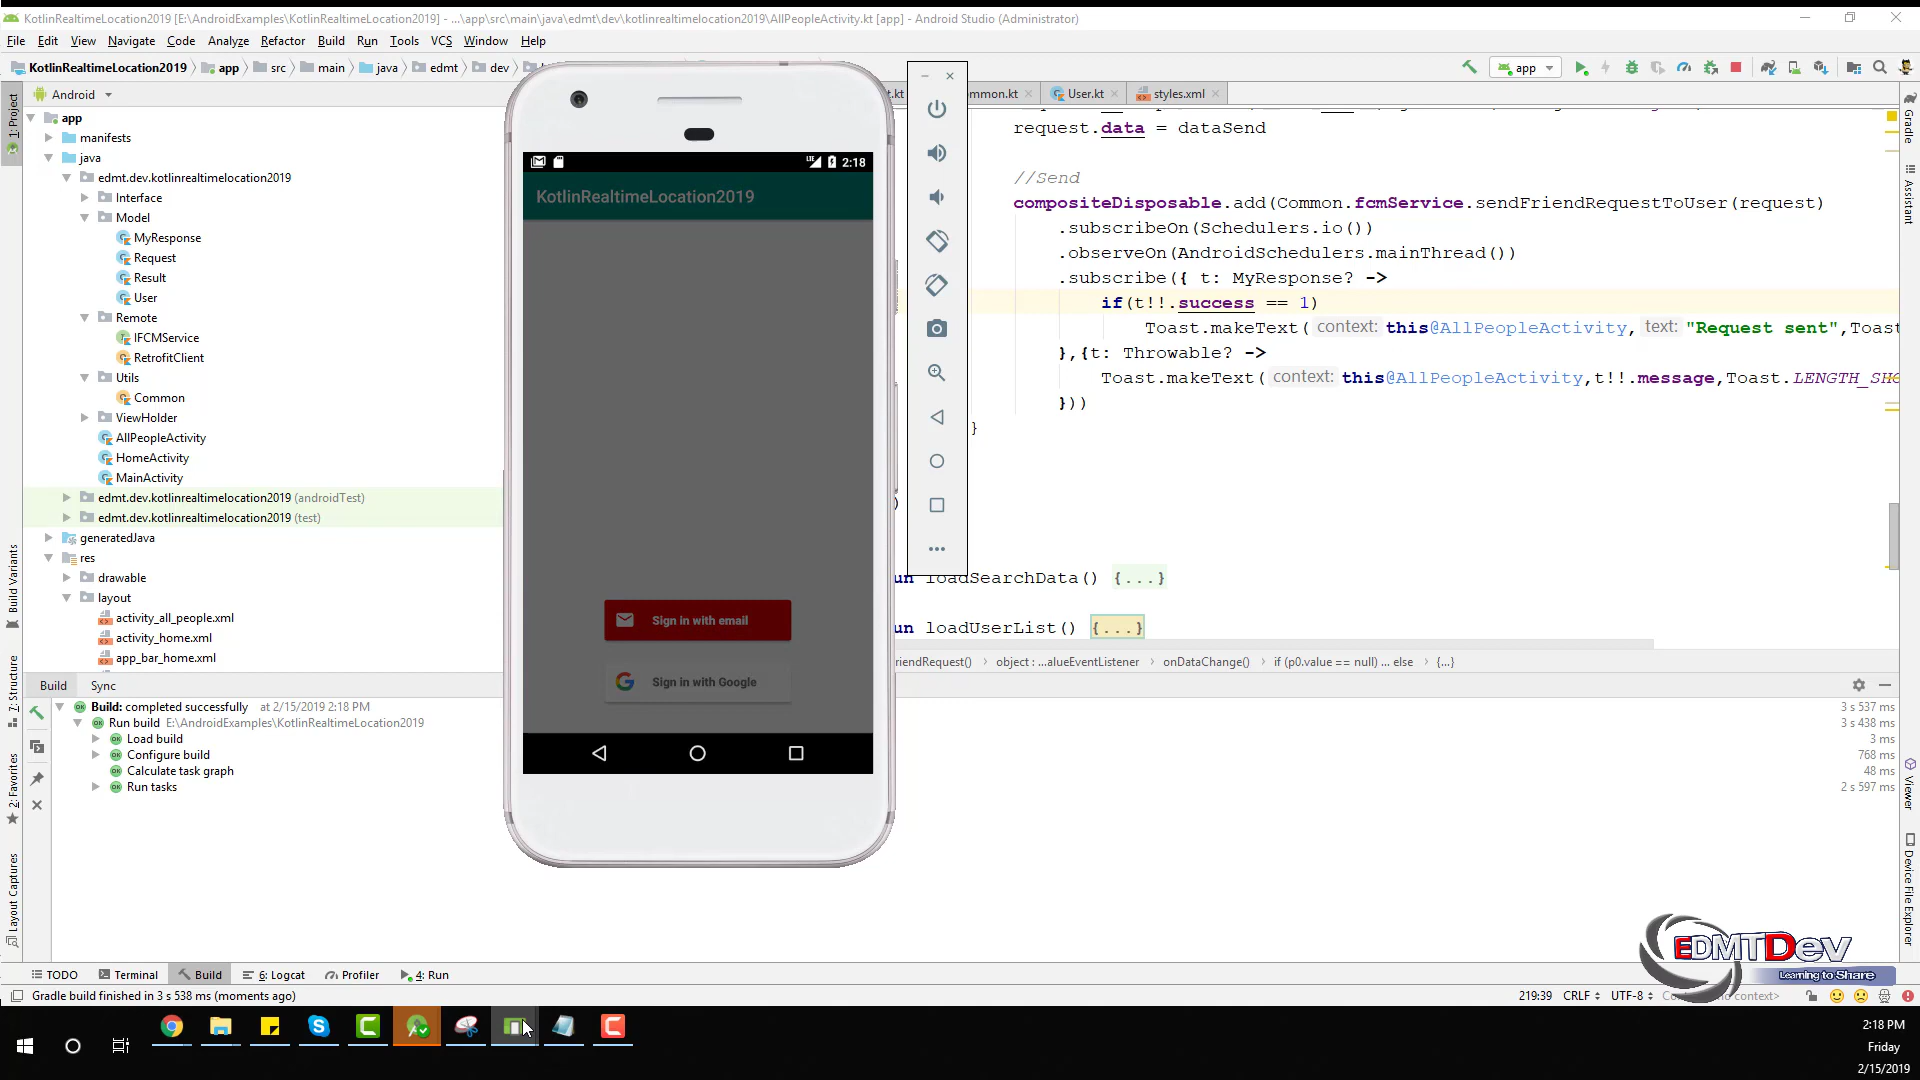 KotlinRealtimeLocation2019 [E:\AndroidExamples\KotlinRealtimeLocation2019] - ...\app\src\main\java\edmt\dev\kotlinrealtimelocation2019\AllPeopleActivity.kt [app] - Android Studio (Administrator)
File Edit View Navigate Code Analyze Refactor Build Run Tools VCS Window Help
KotlinRealtimeLocation2019 app src main java edmt dev
app
Android
mmon.kt User.kt styles.xml
1: Project
Gradle
Assistant
app
manifests
java
edmt.dev.kotlinrealtimelocation2019
Interface
Model
MyResponse
Request
Result
User
Remote
IFCMService
RetrofitClient
Utils
Common
ViewHolder
AllPeopleActivity
HomeActivity
MainActivity
edmt.dev.kotlinrealtimelocation2019 (androidTest)
edmt.dev.kotlinrealtimelocation2019 (test)
generatedJava
res
drawable
layout
activity_all_people.xml
activity_home.xml
app_bar_home.xml
LTE 2:18
KotlinRealtimeLocation2019
Sign in with email
Sign in with Google
request.data = dataSend
//Send
compositeDisposable.add(Common.fcmService.sendFriendRequestToUser(request)
.subscribeOn(Schedulers.io())
.observeOn(AndroidSchedulers.mainThread())
.subscribe({ t: MyResponse? ->
if(t!!.success == 1)
Toast.makeText( context: this@AllPeopleActivity, text: "Request sent",Toas
},{t: Throwable? ->
Toast.makeText( context: this@AllPeopleActivity,t!!.message,Toast.LENGTH_SHO
}))
}
)
un loadSearchData() {...}
un loadUserList() {...}
riendRequest() › object : ...alueEventListener › onDataChange() › if (p0.value == null) ... else › {...}
Build Variants
7: Structure
2: Favorites
Layout Captures
Viewer
Device File Explorer
Build Sync
Build: completed successfully at 2/15/2019 2:18 PM 3 s 537 ms
Run build E:\AndroidExamples\KotlinRealtimeLocation2019 3 s 438 ms
Load build 3 ms
Configure build 768 ms
Calculate task graph 48 ms
Run tasks 2 s 597 ms
EDMTDev
Learning to Share
TODO Terminal Build 6: Logcat Profiler 4: Run
Gradle build finished in 3 s 538 ms (moments ago) 219:39 CRLF UTF-8
2:18 PM
Friday
2/15/2019